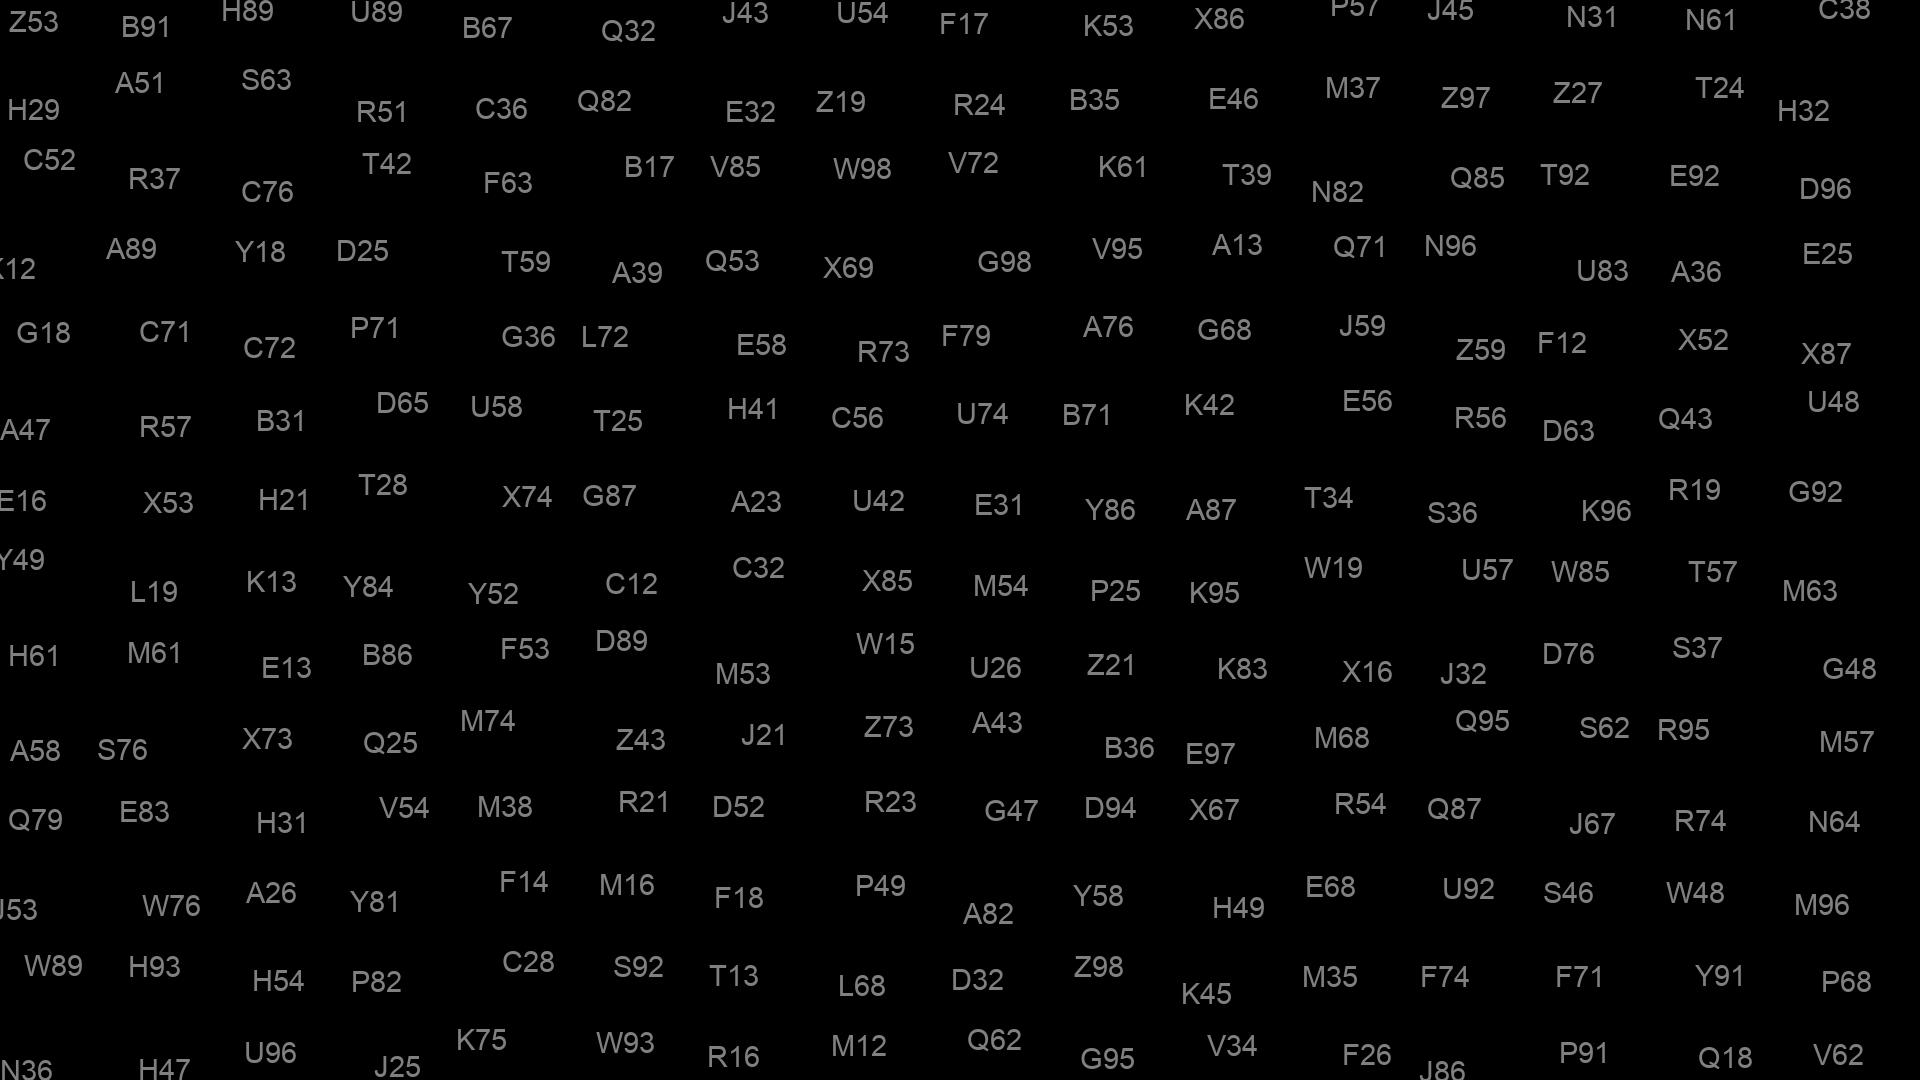 Z53 B91 H89 U89 B67 Q32 J43 U54 F17 K53 X86 P57 J45 N31 N61 C38
H29 A51 S63 R51 C36 Q82 E32 Z19 R24 B35 E46 M37 Z97 Z27 T24 H32
C52 R37 C76 T42 F63 B17 V85 W98 V72 K61 T39 N82 Q85 T92 E92 D96
A89 Y18 D25 T59 A39 Q53 X69 G98 V95 A13 Q71 N96 U83 A36 E25
G18 C71 C72 P71 G36 L72 E58 R73 F79 A76 G68 J59 Z59 F12 X52 X87
A47 R57 B31 D65 U58 T25 H41 C56 U74 B71 K42 E56 R56 D63 Q43 U48
E16 X53 H21 T28 X74 G87 A23 U42 E31 Y86 A87 T34 S36 K96 R19 G92
Y49 L19 K13 Y84 Y52 C12 C32 X85 M54 P25 K95 W19 U57 W85 T57 M63
H61 M61 E13 B86 F53 D89 M53 W15 U26 Z21 K83 X16 J32 D76 S37 G48
A58 S76 X73 Q25 M74 Z43 J21 Z73 A43 B36 E97 M68 Q95 S62 R95 M57
Q79 E83 H31 V54 M38 R21 D52 R23 G47 D94 X67 R54 Q87 J67 R74 N64
W76 A26 Y81 F14 M16 F18 P49 A82 Y58 H49 E68 U92 S46 W48 M96
W89 H93 H54 P82 C28 S92 T13 L68 D32 Z98 K45 M35 F74 F71 Y91 P68
N36 H47 U96 J25 K75 W93 R16 M12 Q62 G95 V34 F26 J86 P91 Q18 V62